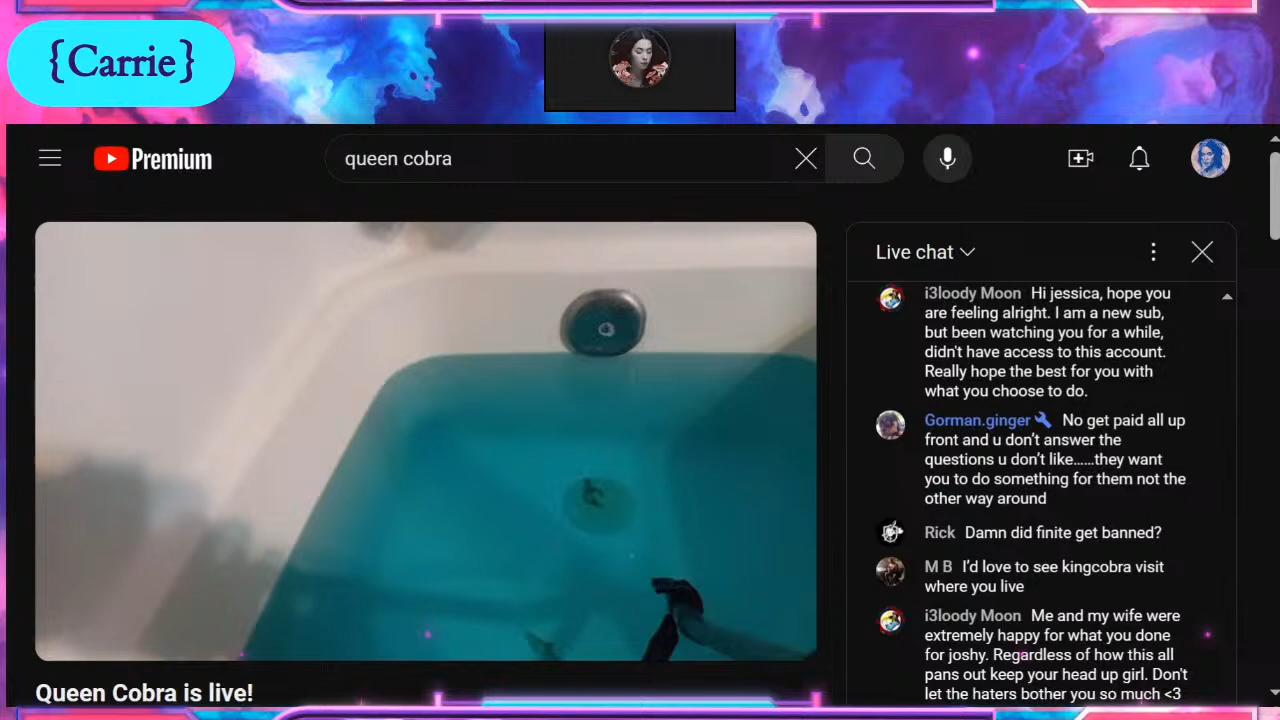 {Carrie}
Premium
queen cobra
Live chat
i3loody Moon Hi jessica, hope you
are feeling alright. I am a new sub,
but been watching you for a while,
didn't have access to this account.
Really hope the best for you with
what you choose to do.
Gorman.ginger No get paid all up
front and u don't answer the
questions u don't like......they want
you to do something for them not the
other way around
Rick Damn did finite get banned?
M B I'd love to see kingcobra visit
where you live
i3loody Moon Me and my wife were
extremely happy for what you done
for joshy. Regardless of how this all
pans out keep your head up girl. Don't
let the haters bother you so much <3
Queen Cobra is live!